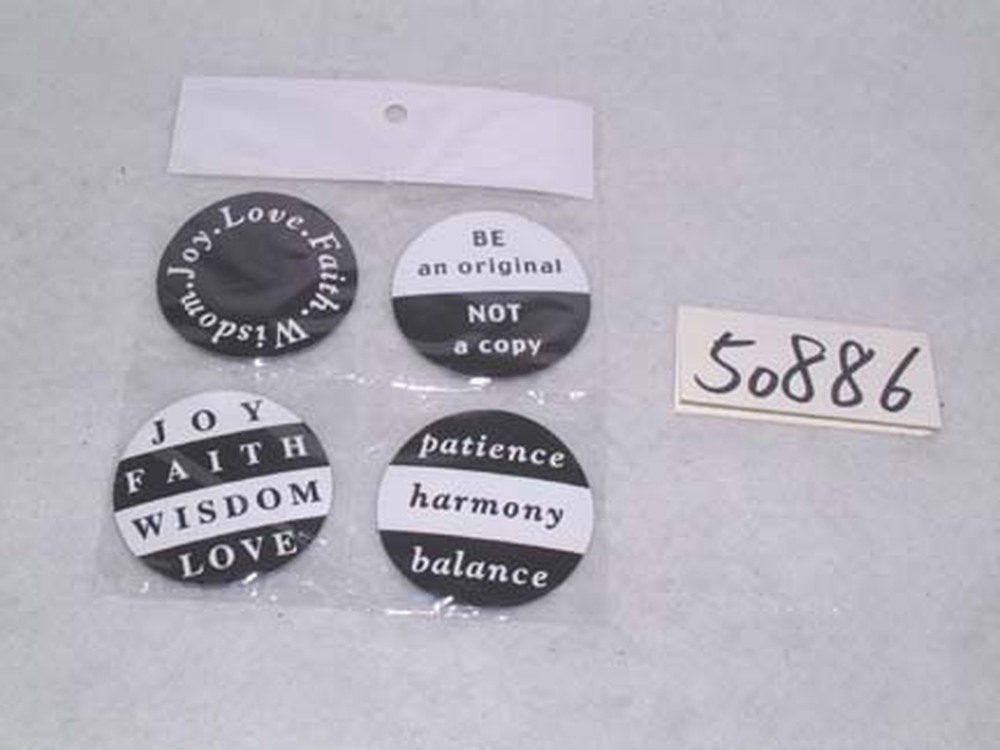 Joy.Love.Faith.Wisdom.
BE
an original
NOT
a copy
JOY
FAITH
WISDOM
LOVE
patience
harmony
balance
50886